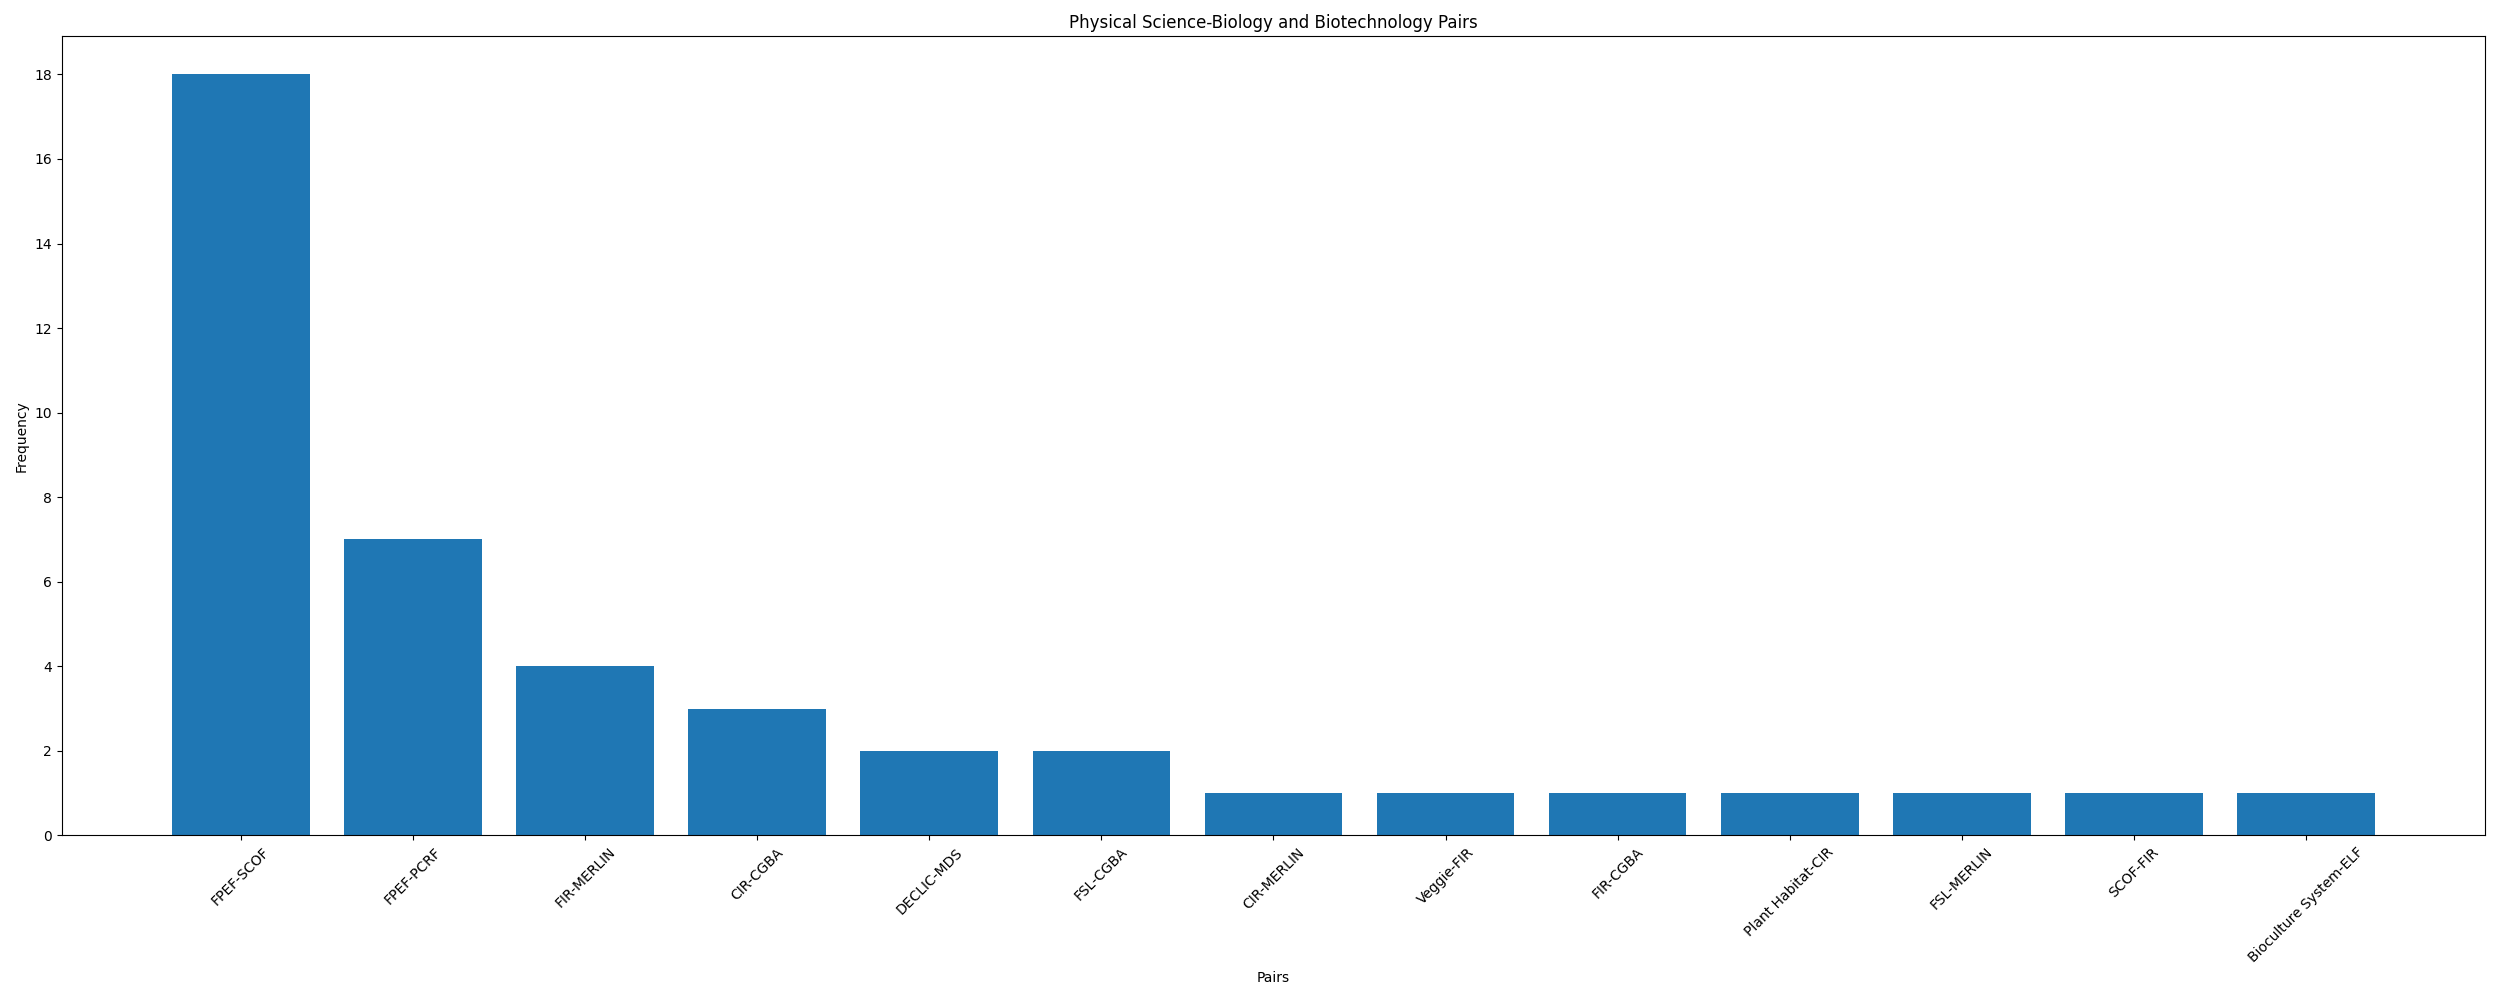 Physical Science-Biology and Biotechnology Pairs
Frequency
18
16
14
12
10
8
6
4
2
0
FPEF-SCOF
FPEF-PCRF
FIR-MERLIN
CIR-CGBA
DECLIC-MDS
FSL-CGBA
CIR-MERLIN
Veggie-FIR
FIR-CGBA
Plant Habitat-CIR
FSL-MERLIN
SCOF-FIR
Bioculture System-ELF
Pairs